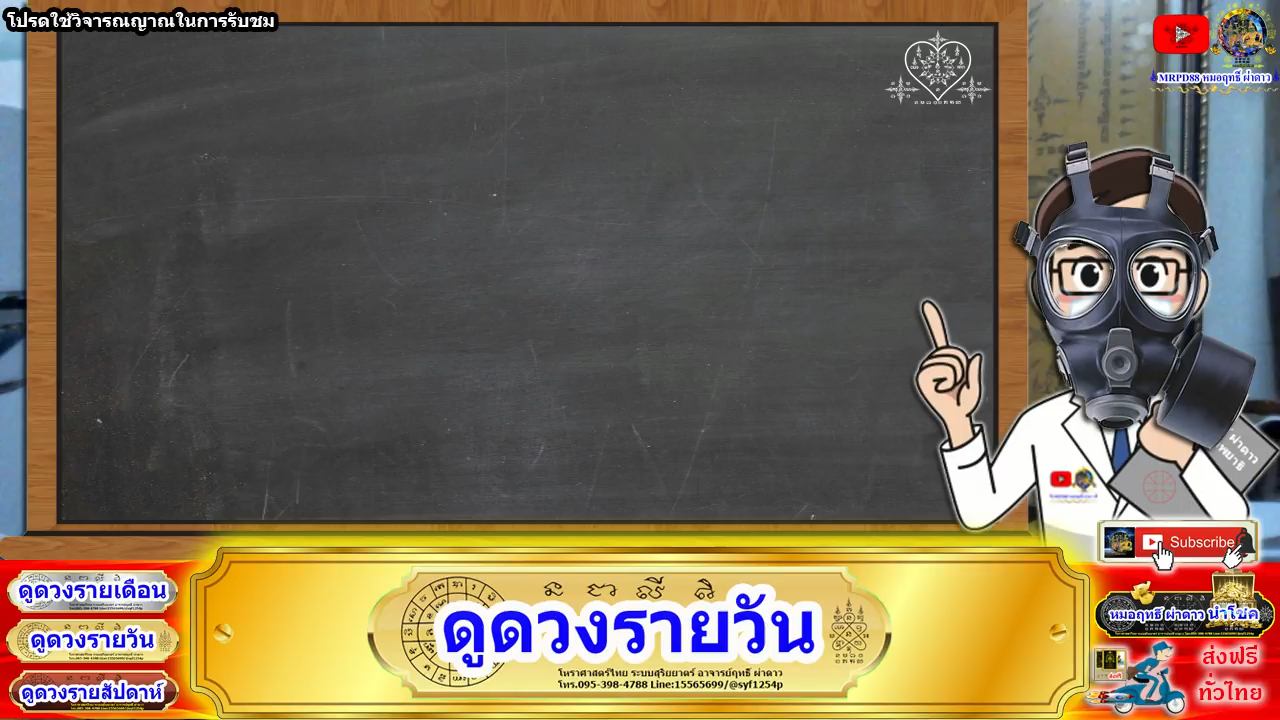 โปรดใช้วิจารณญาณในการรับชม
MRPD88 หมอฤทธิ์ ผ่าดาว
ผ่าดาว
พยาธิ
Subscribe
ดูดวงรายเดือน
ดูดวงรายวัน
ดูดวงรายสัปดาห์
ดูดวงรายวัน
โหราศาสตร์ไทย ระบบสุริยยาตร์ อาจารย์ฤทธิ์ ผ่าดาว
โทร.095-398-4788 Line:15565699/@syf1254p
หมอฤทธิ์ ผ่าดาว นำโชค
ส่งฟรี
ทั่วไทย